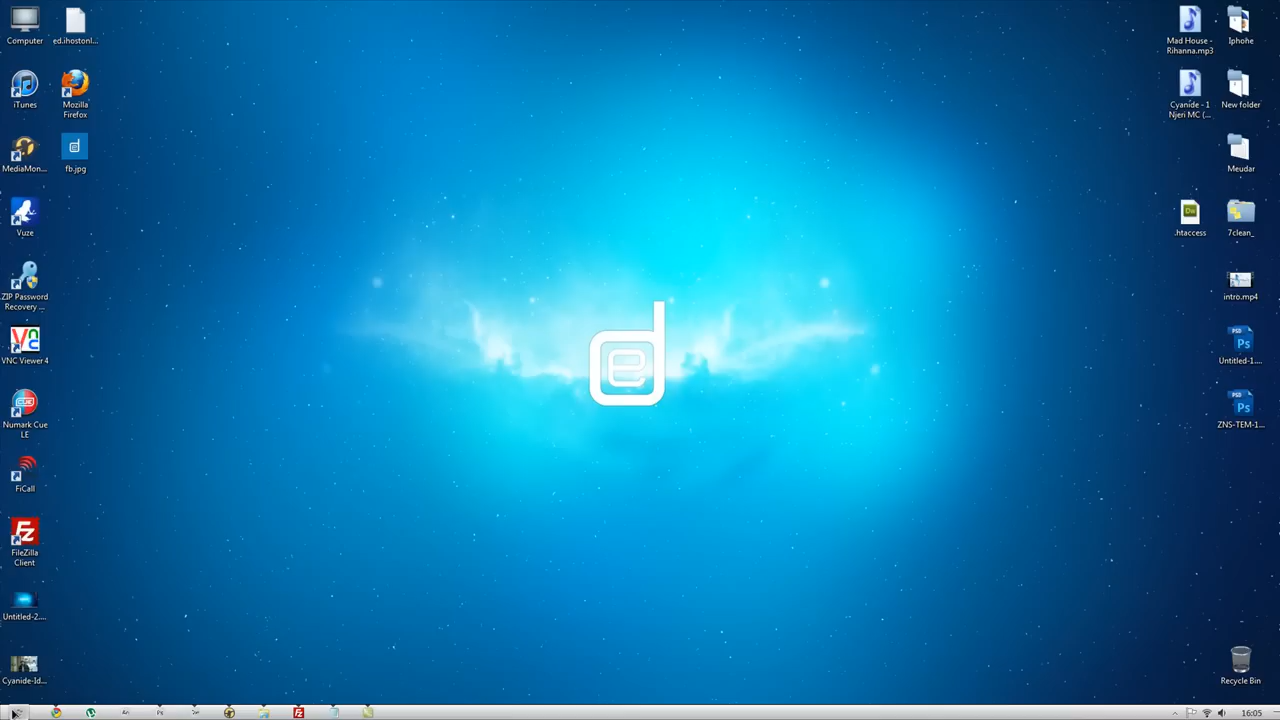 Computer
ed.ihostonl...
iTunes
Mozilla
Firefox
MediaMon...
fb.jpg
Vuze
ZIP Password
Recovery ...
VNC Viewer 4
Numark Cue
LE
FiCall
FileZilla
Client
Untitled-2....
Cyanide-Id...
ed
Mad House -
Rihanna.mp3
Iphohe
Cyanide - 1
Njeri MC (...
New folder
Meudar
.htaccess
7clean_
intro.mp4
Untitled-1....
ZNS-TEM-1...
Recycle Bin
16:05